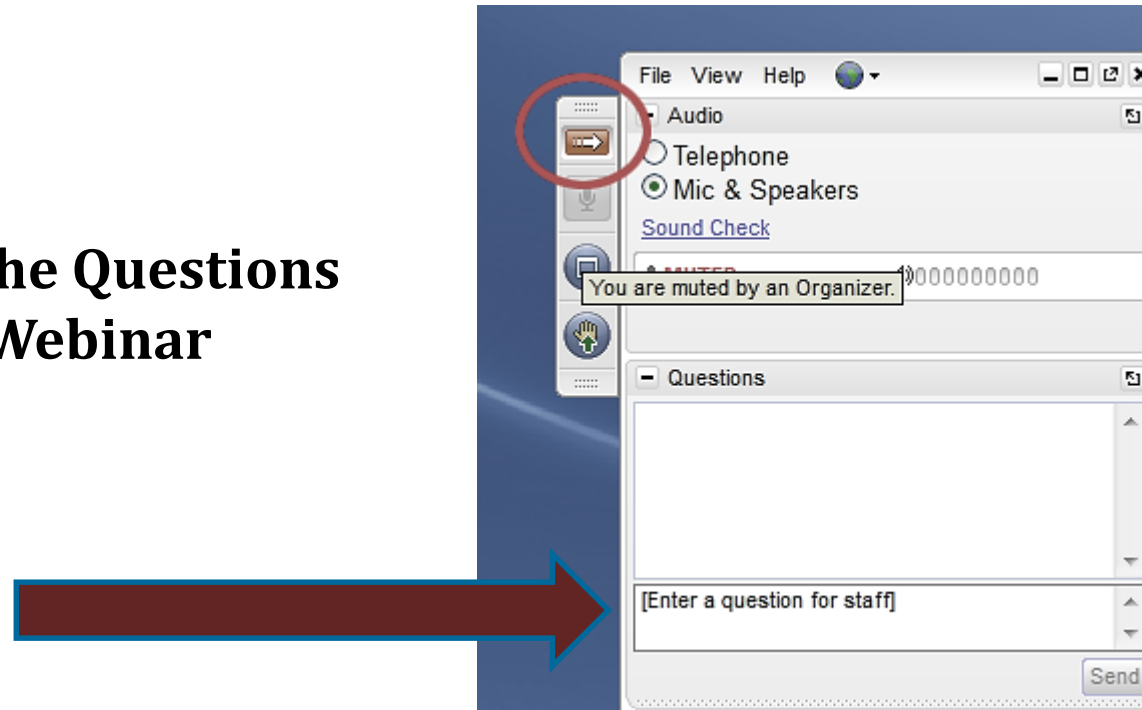 he Questions
Webinar
File View Help
Audio
Telephone
Mic & Speakers
Sound Check
MUTED
000000000
You are muted by an Organizer.
Questions
[Enter a question for staff]
Send